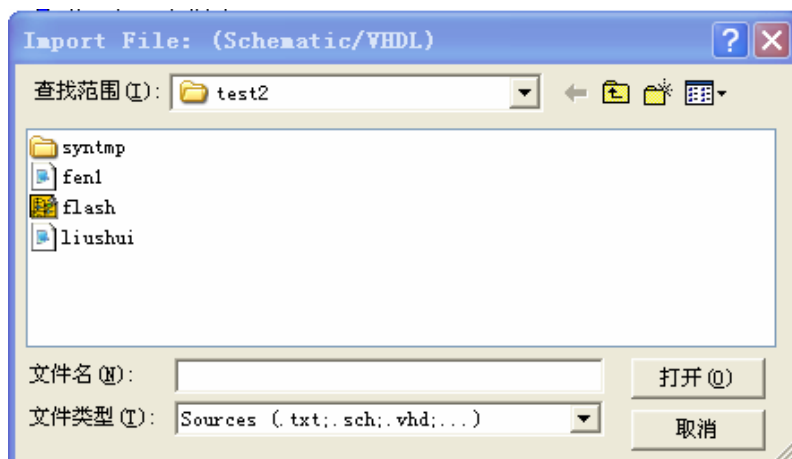 Import File: (Schematic/VHDL)
查找范围(I): test2
syntmp
fen1
flash
liushui
文件名(N): 打开(O)
文件类型(T): Sources (.txt;.sch;.vhd;...) 取消